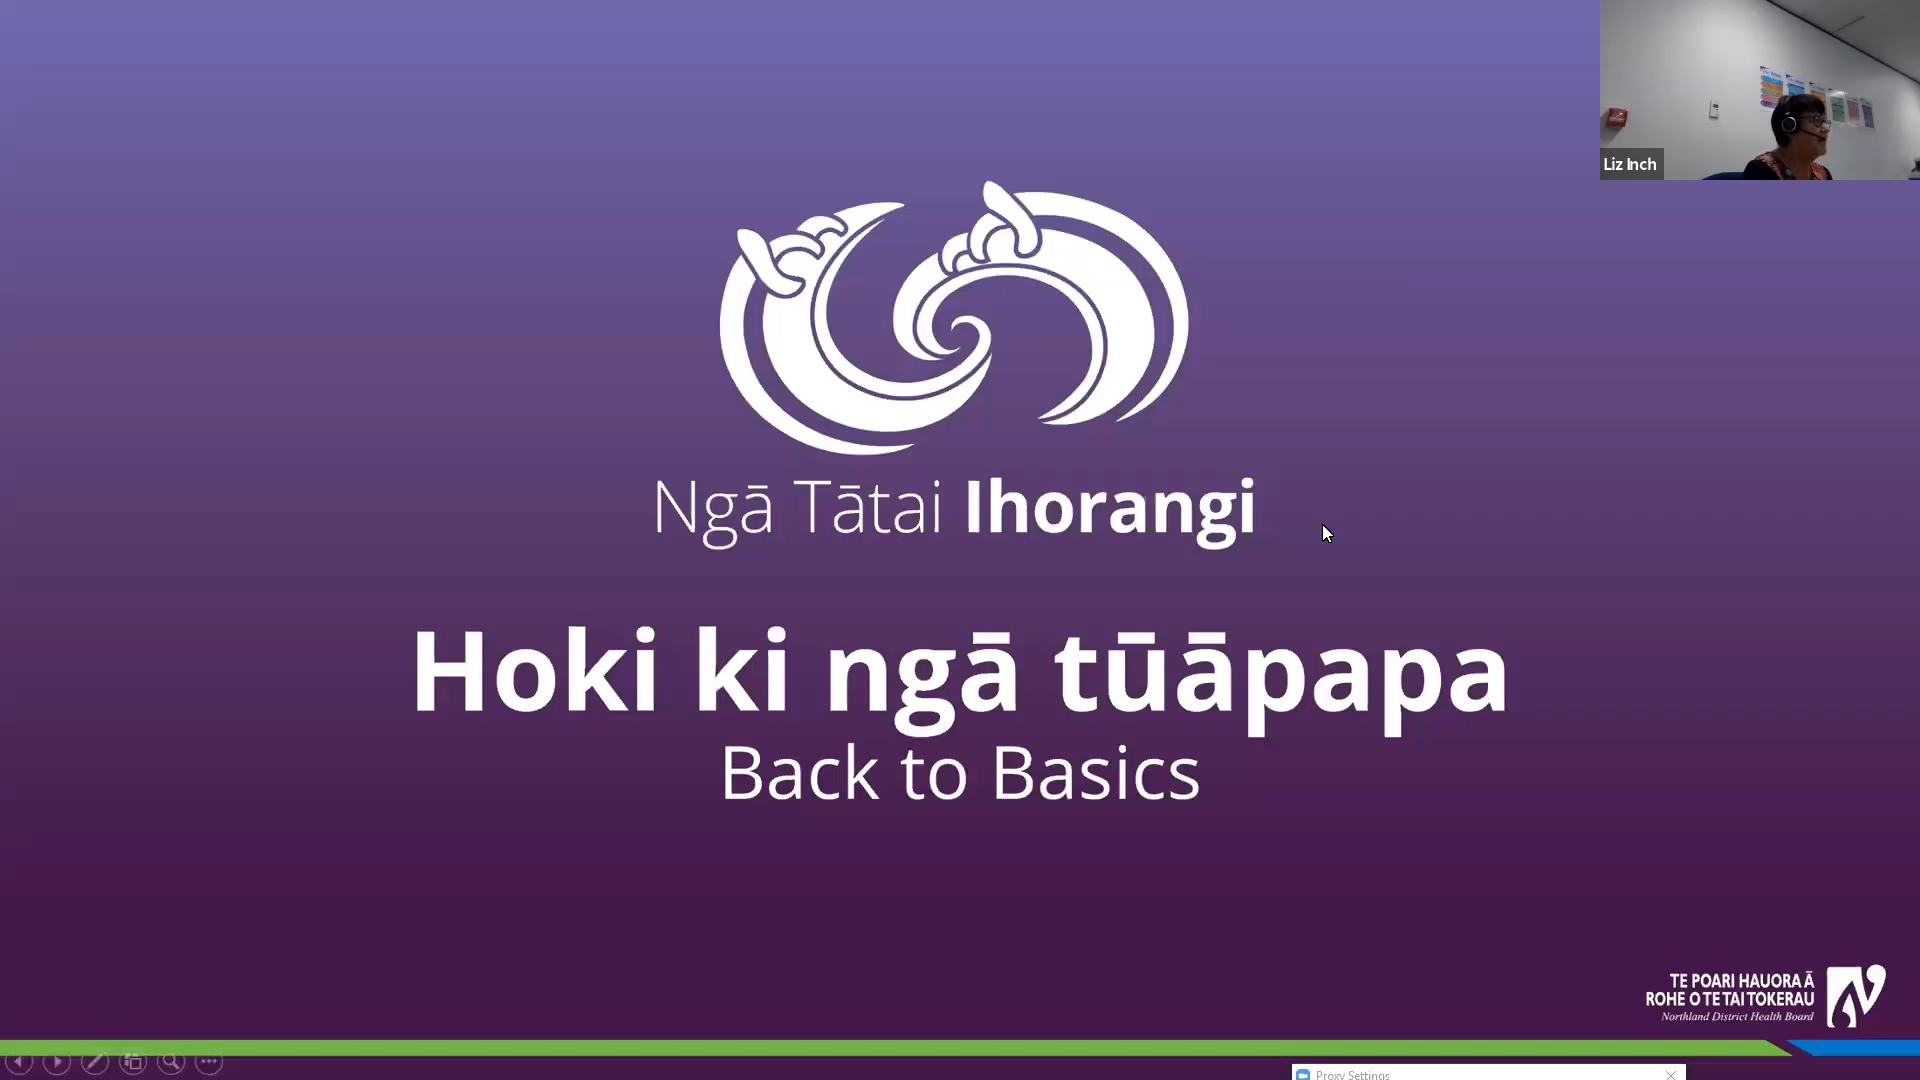 Liz Inch
Ngā Tātai Ihorangi
Hoki ki ngā tūāpapa
Back to Basics
TE POARI HAUORA Ā
ROHE O TE TAI TOKERAU
Northland District Health Board
Proxy Settings